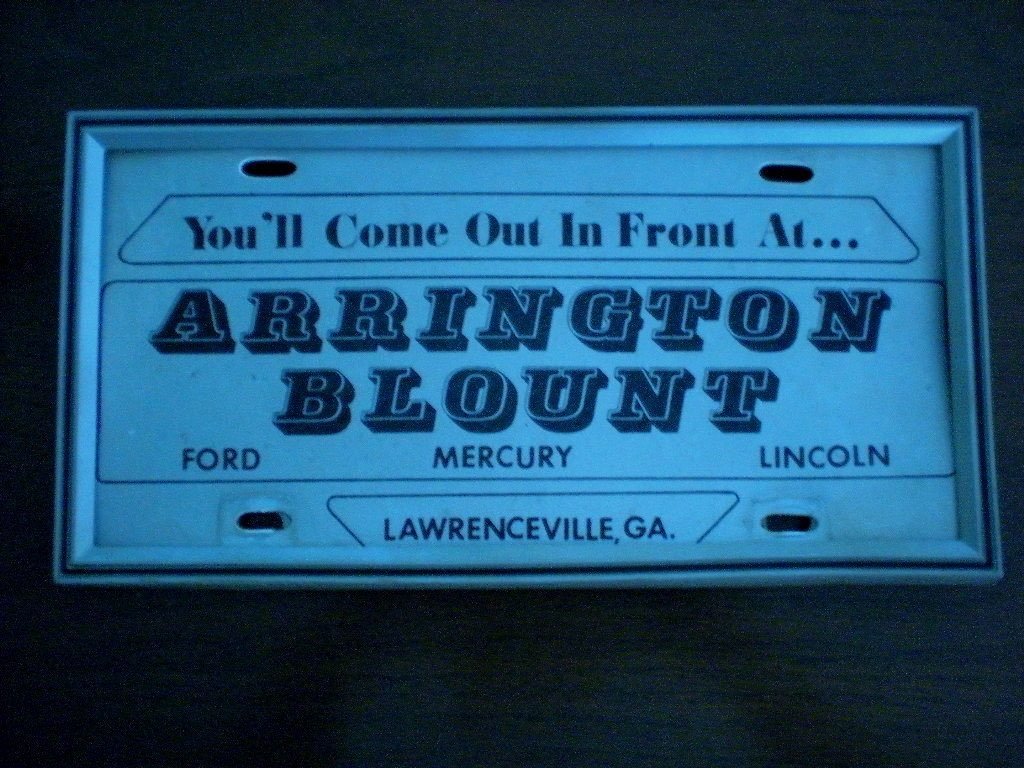 You'll Come Out In Front At...
ARRINGTON
BLOUNT
FORD MERCURY LINCOLN
LAWRENCEVILLE, GA.